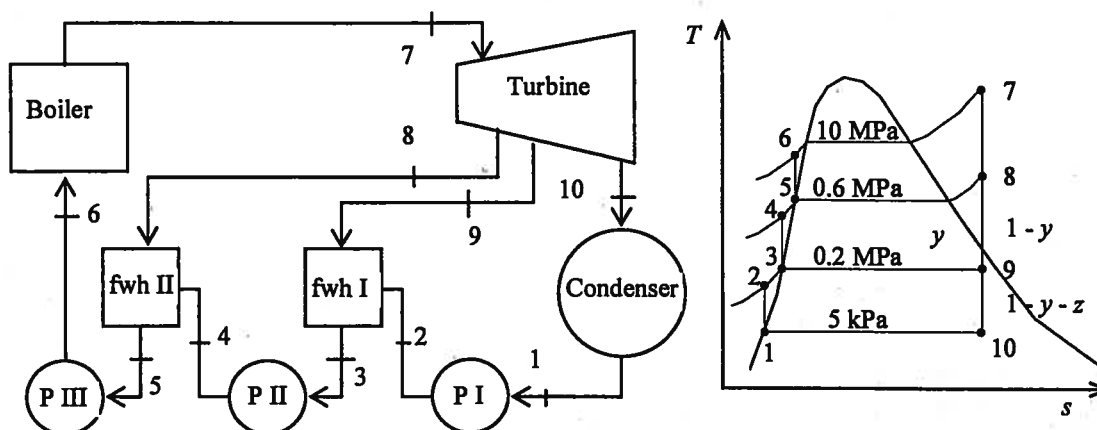 Boiler
7
Turbine
8
9
10
6
fwh II
fwh I
Condenser
4
2
5
3
1
P III
P II
P I
T
7
6
10 MPa
5
0.6 MPa
8
4
y
1 - y
3
0.2 MPa
9
2
1 - y - z
5 kPa
1
10
s